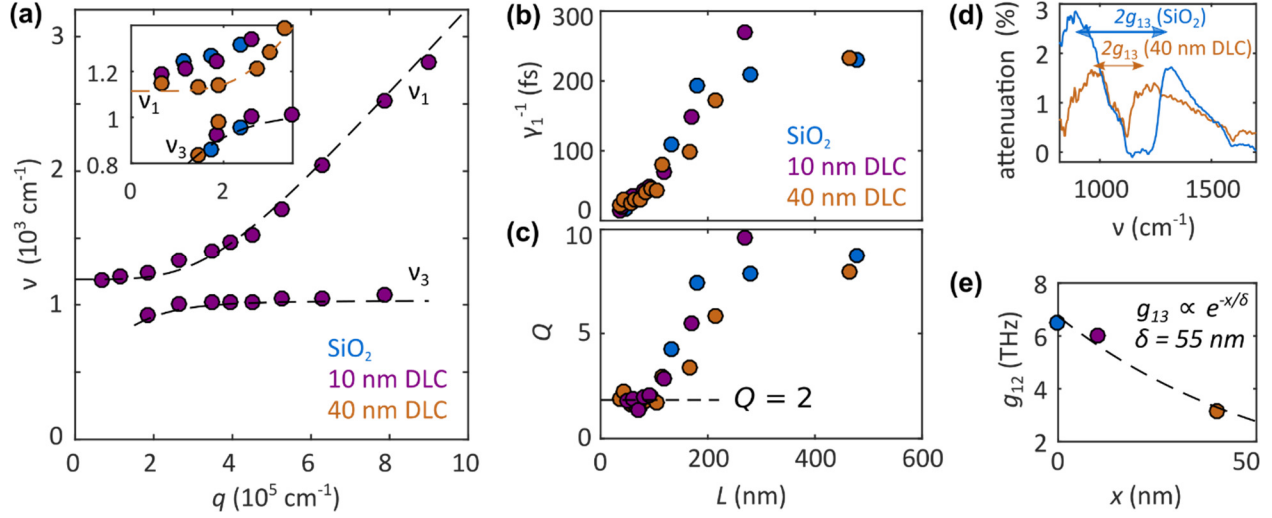 (a)
3
2
1
0
ν (10³ cm⁻¹)
1.2
1
0.8
0
2
ν₁
ν₃
ν₁
ν₃
SiO₂
10 nm DLC
40 nm DLC
0
2
4
6
8
10
q (10⁵ cm⁻¹)
(b)
300
200
100
0
γ₁⁻¹ (fs)
SiO₂
10 nm DLC
40 nm DLC
(c)
10
5
0
Q
Q = 2
0
200
400
600
L (nm)
(d)
3
2
1
0
attenuation (%)
2g₁₃ (SiO₂)
2g₁₃ (40 nm DLC)
1000
1500
ν (cm⁻¹)
(e)
8
6
4
2
g₁₂ (THz)
g₁₃ ∝ e^-x/δ
δ = 55 nm
0
50
x (nm)